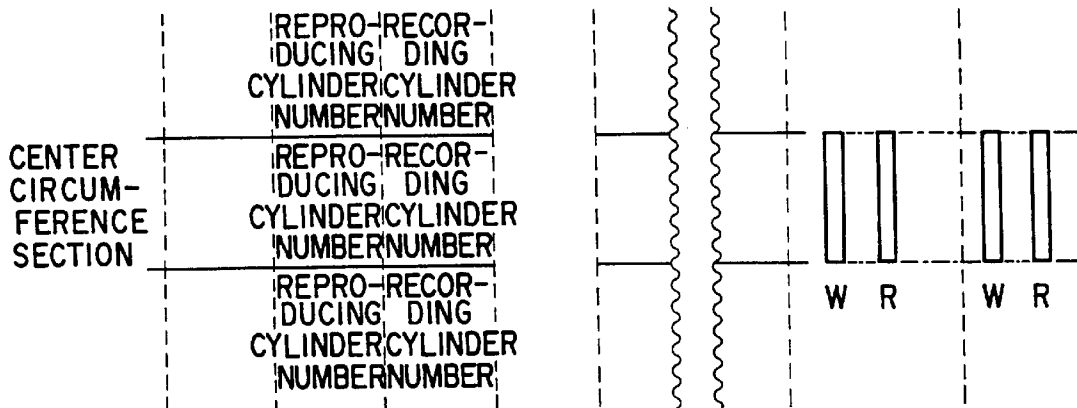 REPRO- RECOR-
DUCING DING
CYLINDER CYLINDER
NUMBER NUMBER
CENTER
CIRCUM-
FERENCE
SECTION
REPRO- RECOR-
DUCING DING
CYLINDER CYLINDER
NUMBER NUMBER
W R W R
REPRO- RECOR-
DUCING DING
CYLINDER CYLINDER
NUMBER NUMBER